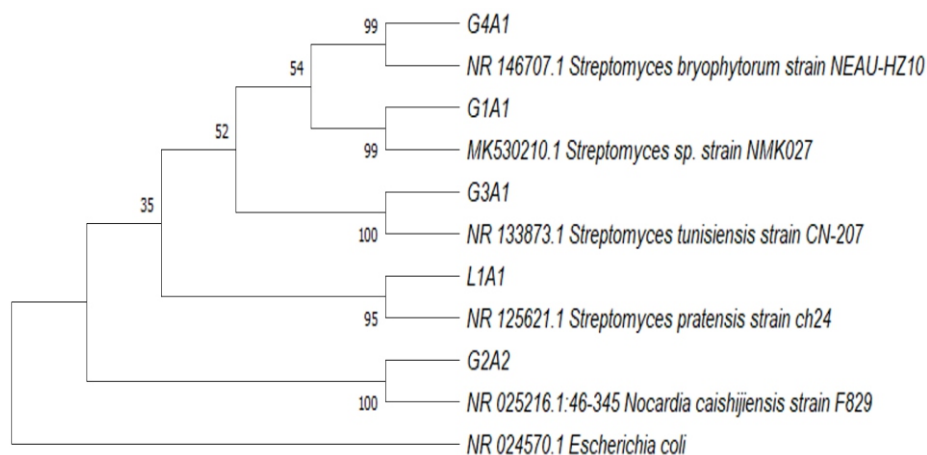 99
G4A1
NR 146707.1 Streptomyces bryophytorum strain NEAU-HZ10
54
G1A1
99
MK530210.1 Streptomyces sp. strain NMK027
52
G3A1
100
NR 133873.1 Streptomyces tunisiensis strain CN-207
35
L1A1
95
NR 125621.1 Streptomyces pratensis strain ch24
G2A2
100
NR 025216.1:46-345 Nocardia caishijiensis strain F829
NR 024570.1 Escherichia coli